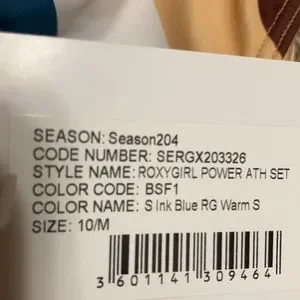 SEASON: Season204
CODE NUMBER: SERGX203326
STYLE NAME: ROXYGIRL POWER ATH SET
COLOR CODE: BSF1
COLOR NAME: S Ink Blue RG Warm S
SIZE: 10/M
3 601141 309464